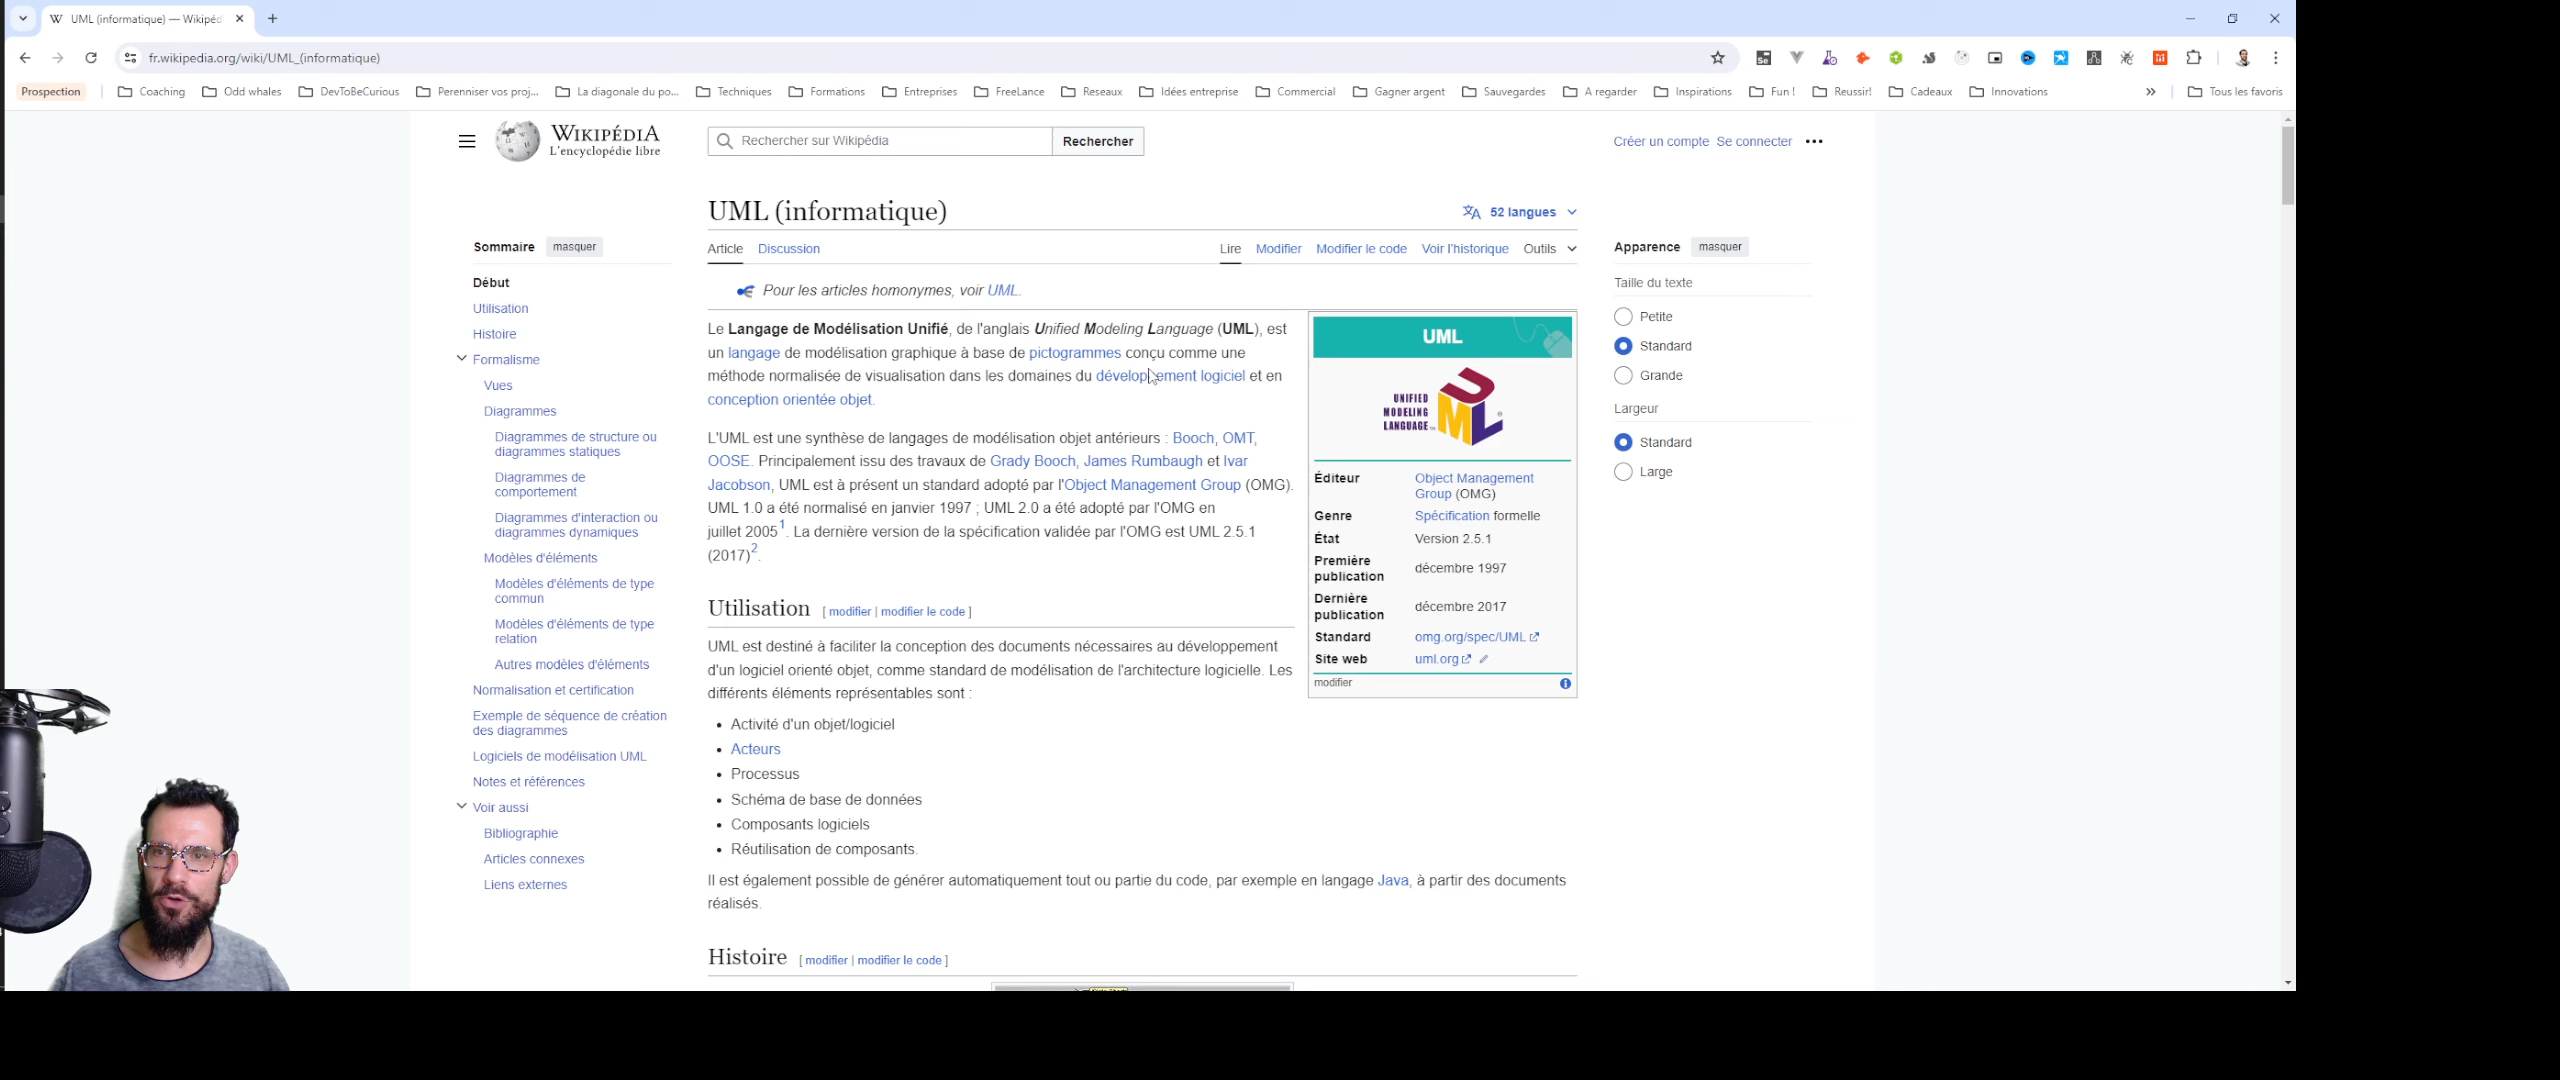 UML (informatique) — Wikipéd
fr.wikipedia.org/wiki/UML_(informatique)
Prospection
Coaching
Odd whales
DevToBeCurious
Perenniser vos proj...
La diagonale du po...
Techniques
Formations
Entreprises
FreeLance
Reseaux
Idées entreprise
Commercial
Gagner argent
Sauvegardes
A regarder
Inspirations
Fun !
Reussir!
Cadeaux
Innovations
Tous les favoris
WIKIPÉDIA
L'encyclopédie libre
Rechercher sur Wikipédia
Rechercher
Créer un compte
Se connecter
Sommaire
masquer
Début
Utilisation
Histoire
Formalisme
Vues
Diagrammes
Diagrammes de structure ou
diagrammes statiques
Diagrammes de
comportement
Diagrammes d'interaction ou
diagrammes dynamiques
Modèles d'éléments
Modèles d'éléments de type
commun
Modèles d'éléments de type
relation
Autres modèles d'éléments
Normalisation et certification
Exemple de séquence de création
des diagrammes
Logiciels de modélisation UML
Notes et références
Voir aussi
Bibliographie
Articles connexes
Liens externes
UML (informatique)
52 langues
Article
Discussion
Lire
Modifier
Modifier le code
Voir l'historique
Outils
Pour les articles homonymes, voir UML.
Le Langage de Modélisation Unifié, de l'anglais Unified Modeling Language (UML), est
un langage de modélisation graphique à base de pictogrammes conçu comme une
méthode normalisée de visualisation dans les domaines du développement logiciel et en
conception orientée objet.
L'UML est une synthèse de langages de modélisation objet antérieurs : Booch, OMT,
OOSE. Principalement issu des travaux de Grady Booch, James Rumbaugh et Ivar
Jacobson, UML est à présent un standard adopté par l'Object Management Group (OMG).
UML 1.0 a été normalisé en janvier 1997 ; UML 2.0 a été adopté par l'OMG en
juillet 2005 1. La dernière version de la spécification validée par l'OMG est UML 2.5.1
(2017)2.
Utilisation [ modifier | modifier le code ]
UML est destiné à faciliter la conception des documents nécessaires au développement
d'un logiciel orienté objet, comme standard de modélisation de l'architecture logicielle. Les
différents éléments représentables sont :
• Activité d'un objet/logiciel
• Acteurs
• Processus
• Schéma de base de données
• Composants logiciels
• Réutilisation de composants.
Il est également possible de générer automatiquement tout ou partie du code, par exemple en langage Java, à partir des documents
réalisés.
Histoire [ modifier | modifier le code ]
UML
UNIFIED
MODELING
LANGUAGE
UML
Éditeur
Object Management
Group (OMG)
Genre
Spécification formelle
État
Version 2.5.1
Première
publication
décembre 1997
Dernière
publication
décembre 2017
Standard
omg.org/spec/UML
Site web
uml.org
modifier
Apparence
masquer
Taille du texte
Petite
Standard
Grande
Largeur
Standard
Large